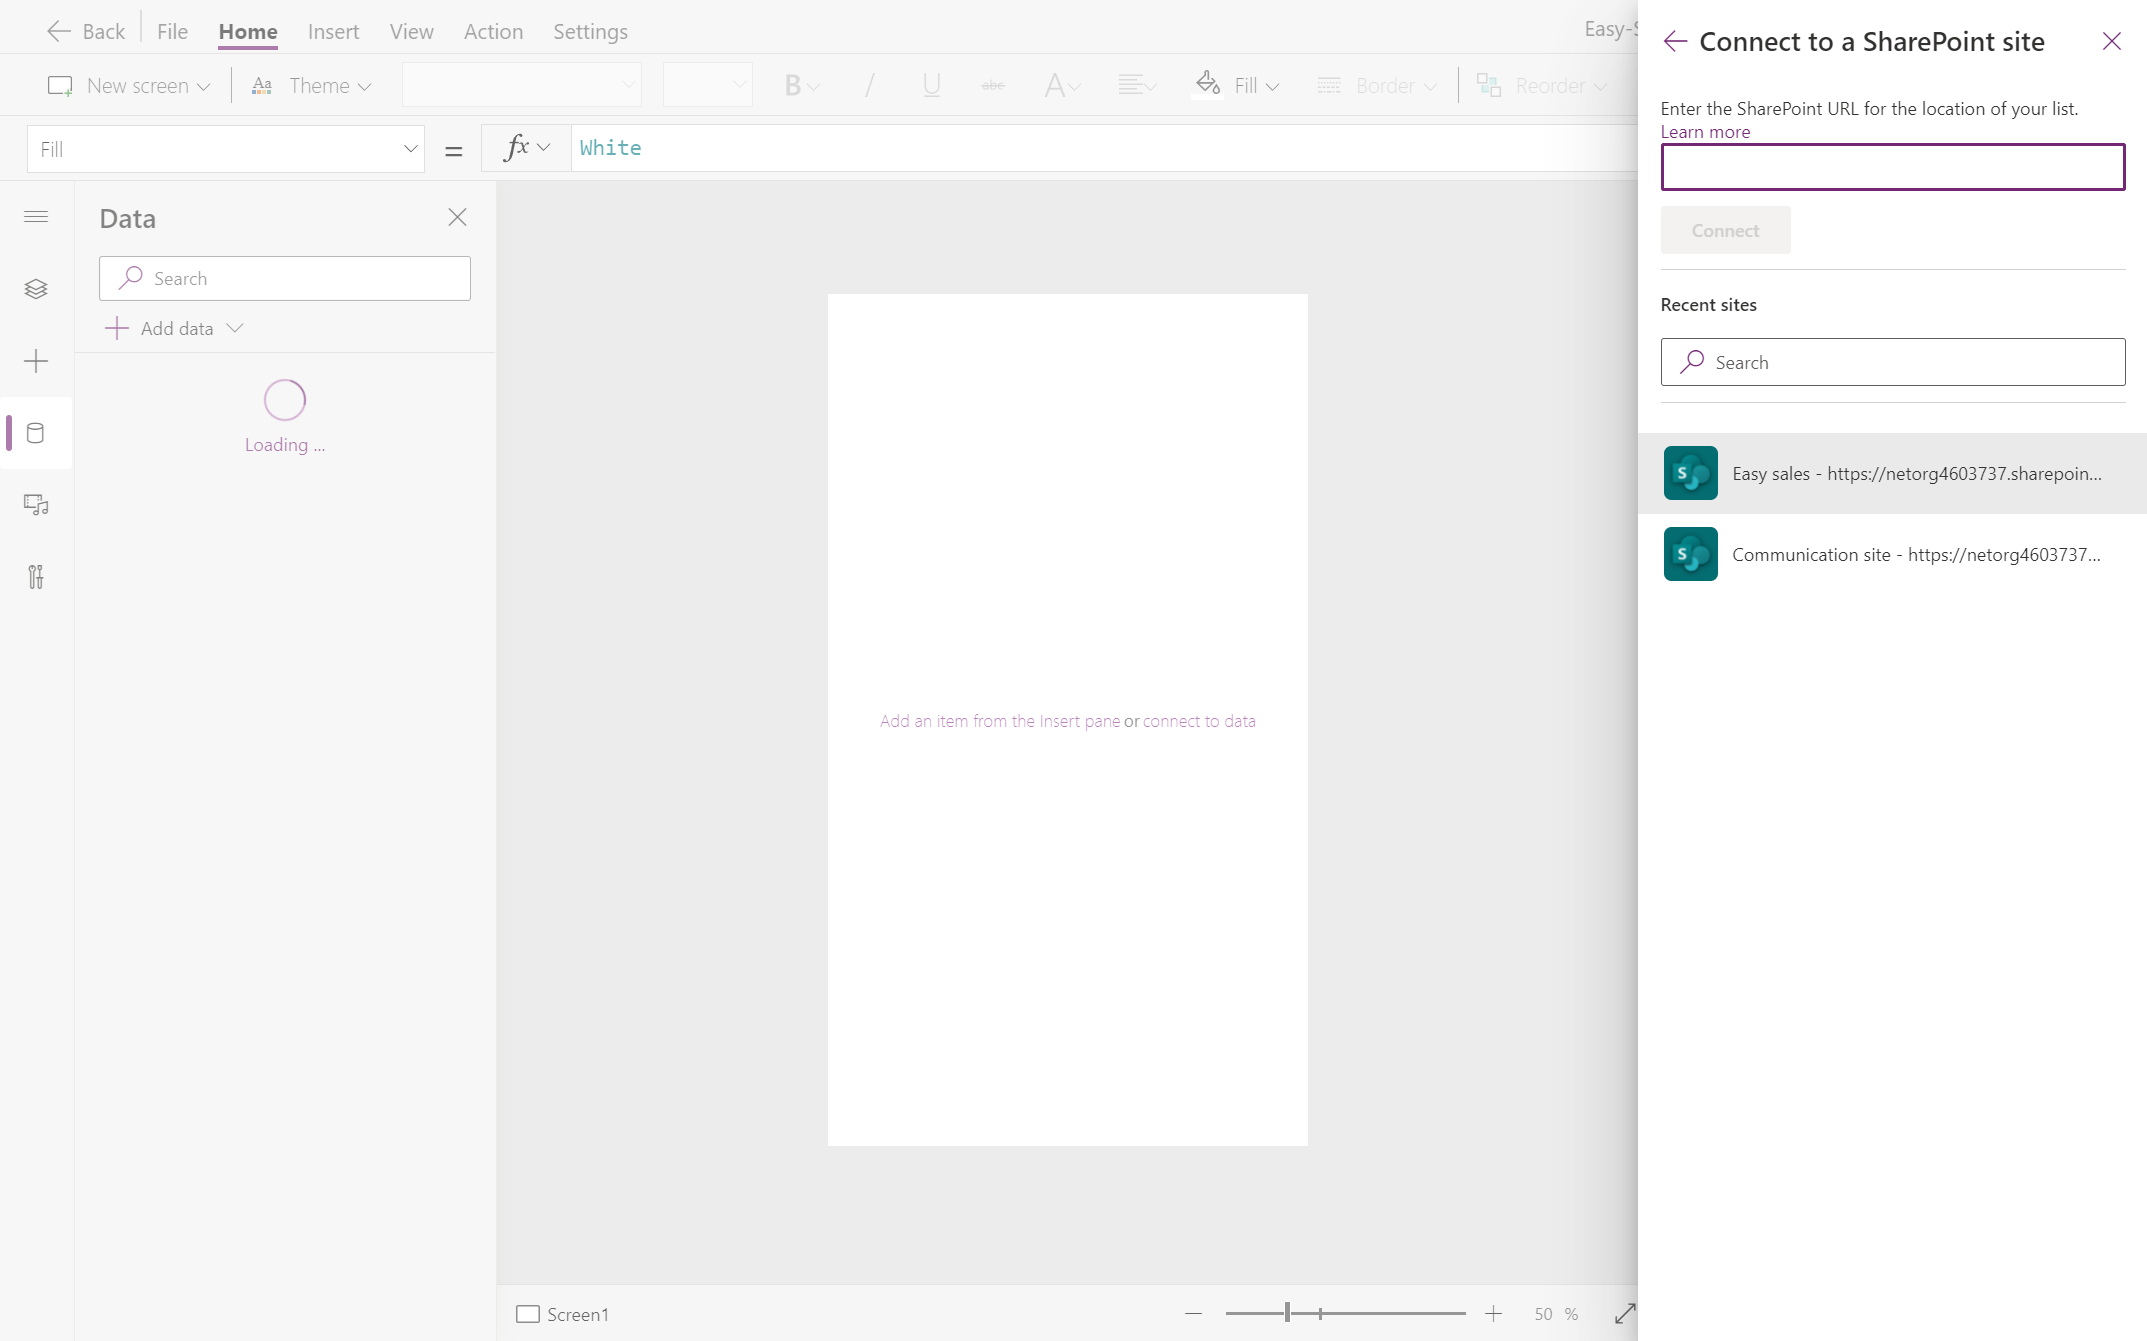 Back File Home Insert View Action Settings Easy-S
New screen Theme B / U abc A Fill Border Reorder
Fill = fx White
Data
Search
Add data
Loading ...
Add an item from the Insert pane or connect to data
Screen1 50 %
Connect to a SharePoint site
Enter the SharePoint URL for the location of your list.
Learn more
Connect
Recent sites
Search
Easy sales - https://netorg4603737.sharepoin...
Communication site - https://netorg4603737...